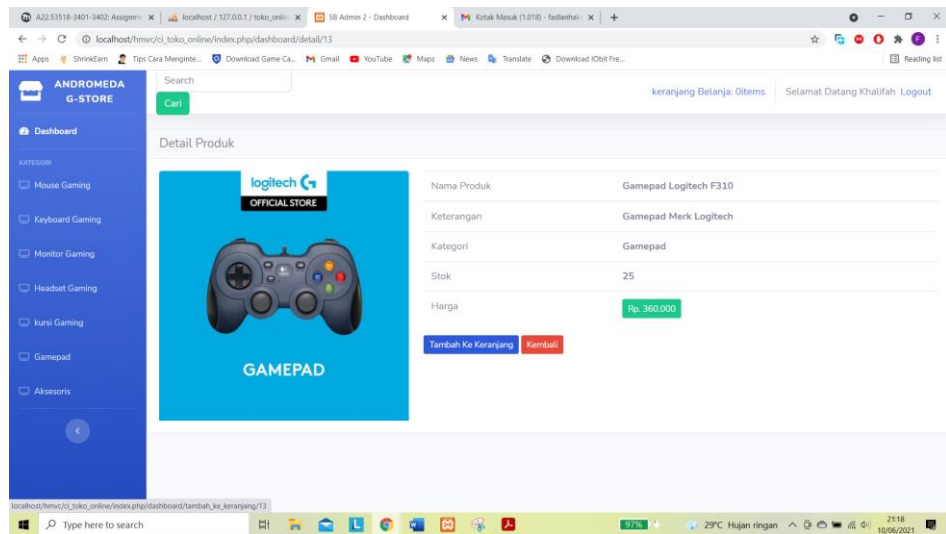 A22.53518-3401-3402: Assignme
localhost / 127.0.0.1 / toko_onlin
SB Admin 2 - Dashboard
Kotak Masuk (1.018) - fadlanhaki
localhost/hmvc/ci_toko_online/index.php/dashboard/detail/13
F
Apps
ShrinkEarn
Tips Cara Menginte...
Download Game Ca...
Gmail
YouTube
Maps
News
Translate
Download IObit Fre...
Reading list
ANDROMEDA
G-STORE
Search
Cari
keranjang Belanja: 0items
Selamat Datang Khalifah Logout
Dashboard
KATEGORI
Mouse Gaming
Keyboard Gaming
Monitor Gaming
Headset Gaming
kursi Gaming
Gamepad
Aksesoris
Detail Produk
logitech G
OFFICIAL STORE
GAMEPAD
Nama Produk Gamepad Logitech F310
Keterangan Gamepad Merk Logitech
Kategori Gamepad
Stok 25
Harga Rp. 360.000
Tambah Ke Keranjang Kembali
localhost/hmvc/ci_toko_online/index.php/dashboard/tambah_ke_keranjang/13
Type here to search
97%
29°C Hujan ringan
21:18
10/06/2021